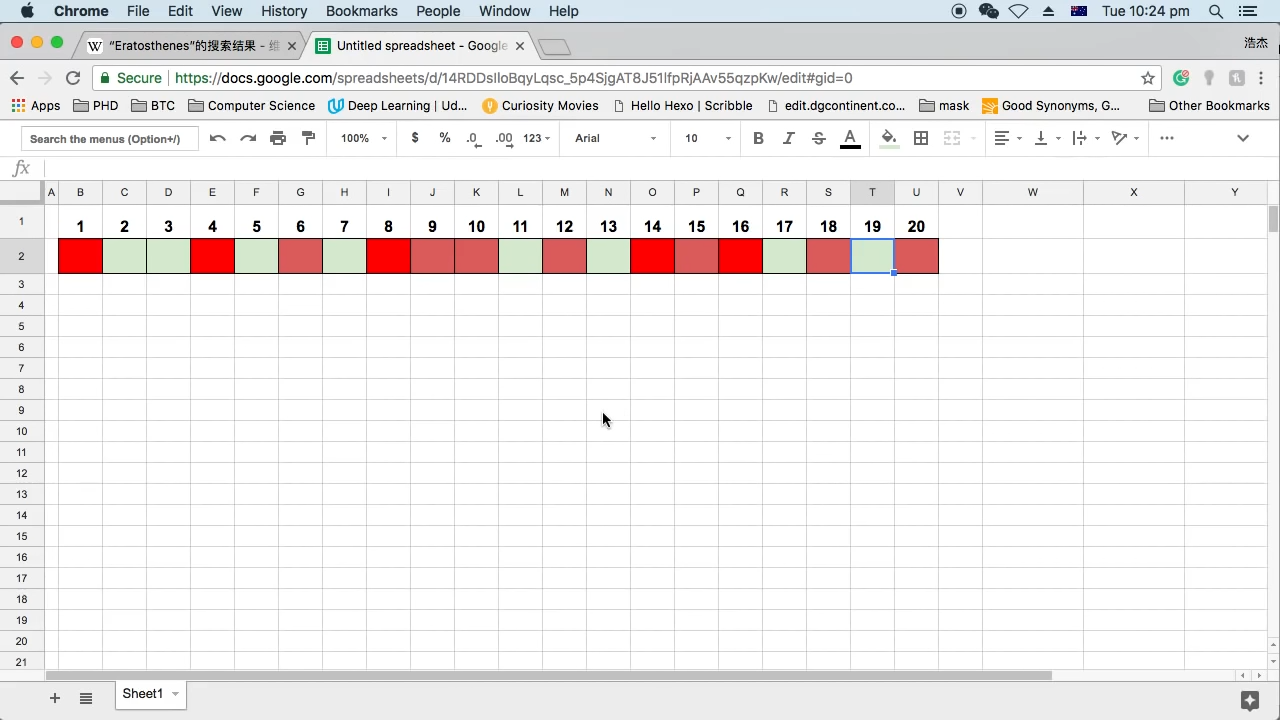 Chrome File Edit View History Bookmarks People Window Help Tue 10:24 pm
"Eratosthenes"的搜索结果 - 维 Untitled spreadsheet - Google 浩杰
Secure https://docs.google.com/spreadsheets/d/14RDDslIoBqyLqsc_5p4SjgAT8J51lfpRjAAv55qzpKw/edit#gid=0
Apps PHD BTC Computer Science Deep Learning | Ud... Curiosity Movies Hello Hexo | Scribble edit.dgcontent.co... mask Good Synonyms, G... Other Bookmarks
Search the menus (Option+/) 100% $ % .0 .00 123 Arial 10 B I S A
fx
A B C D E F G H I J K L M N O P Q R S T U V W X Y
1 1 2 3 4 5 6 7 8 9 10 11 12 13 14 15 16 17 18 19 20
2
3
4
5
6
7
8
9
10
11
12
13
14
15
16
17
18
19
20
21
Sheet1